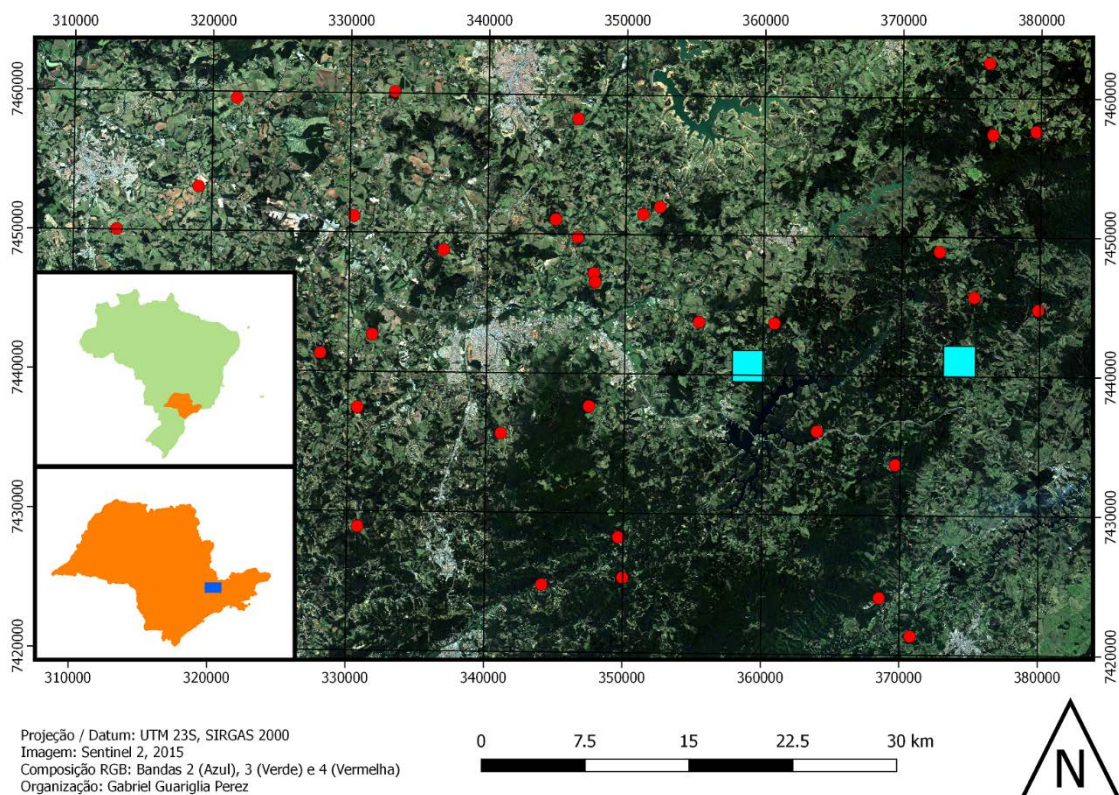 310000 320000 330000 340000 350000 360000 370000 380000
7460000 7460000
7450000 7450000
7440000 7440000
7430000 7430000
7420000 7420000
310000 320000 330000 340000 350000 360000 370000 380000
Projeção / Datum: UTM 23S, SIRGAS 2000
Imagem: Sentinel 2, 2015
Composição RGB: Bandas 2 (Azul), 3 (Verde) e 4 (Vermelha)
Organização: Gabriel Guariglia Perez
0 7.5 15 22.5 30 km
N